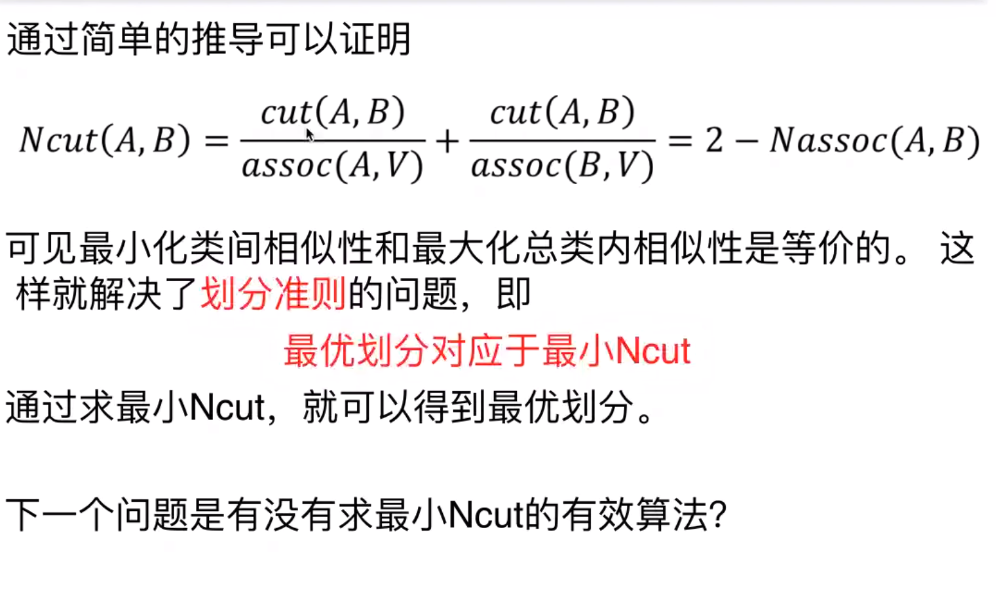 通过简单的推导可以证明
Ncut(A, B) = cut(A, B) / assoc(A, V) + cut(A, B) / assoc(B, V) = 2 − Nassoc(A, B)
可见最小化类间相似性和最大化总类内相似性是等价的。 这
样就解决了划分准则的问题，即
最优划分对应于最小Ncut
通过求最小Ncut，就可以得到最优划分。
下一个问题是有没有求最小Ncut的有效算法?